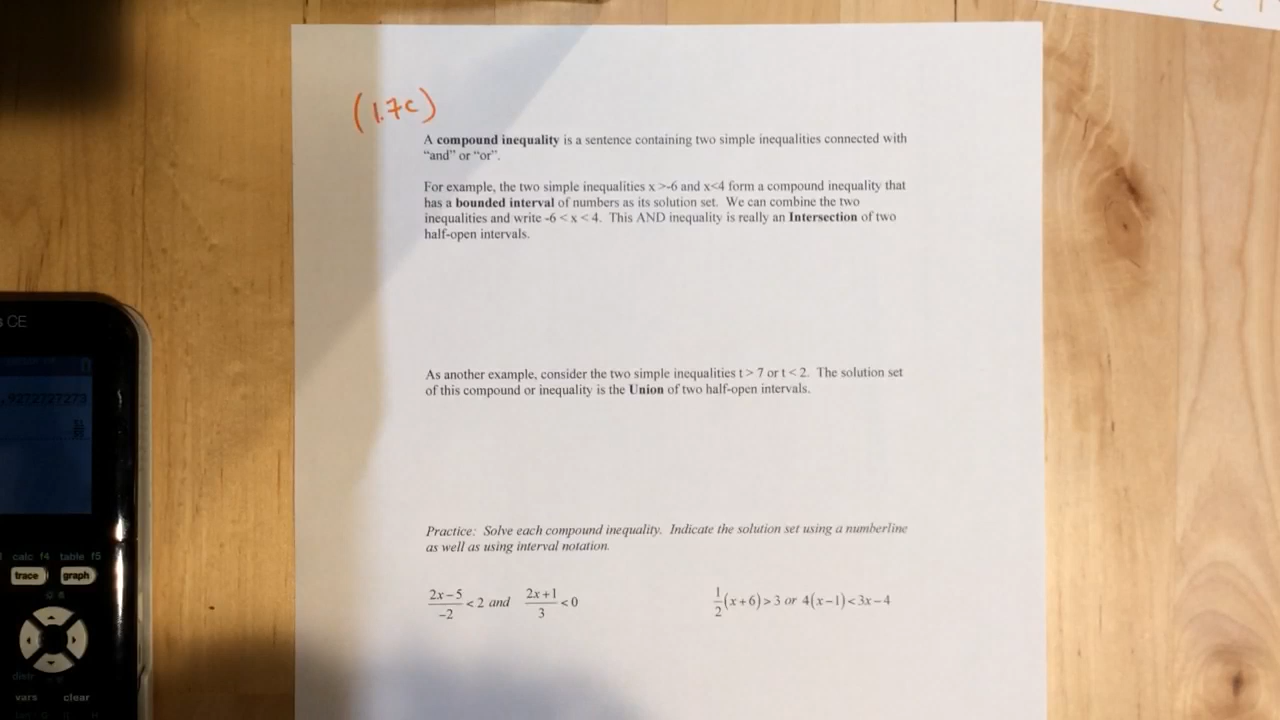 (1.7c)
A compound inequality is a sentence containing two simple inequalities connected with
“and” or “or”.
For example, the two simple inequalities x >-6 and x<4 form a compound inequality that
has a bounded interval of numbers as its solution set. We can combine the two
inequalities and write -6 < x < 4. This AND inequality is really an Intersection of two
half-open intervals.
As another example, consider the two simple inequalities t > 7 or t < 2. The solution set
of this compound or inequality is the Union of two half-open intervals.
Practice: Solve each compound inequality. Indicate the solution set using a numberline
as well as using interval notation.
(2x-5)/-2 < 2 and (2x+1)/3 < 0
1/2(x+6)>3 or 4(x-1)<3x-4
CE
.9272727273
calc f4 table f5
trace graph
distr
vars clear